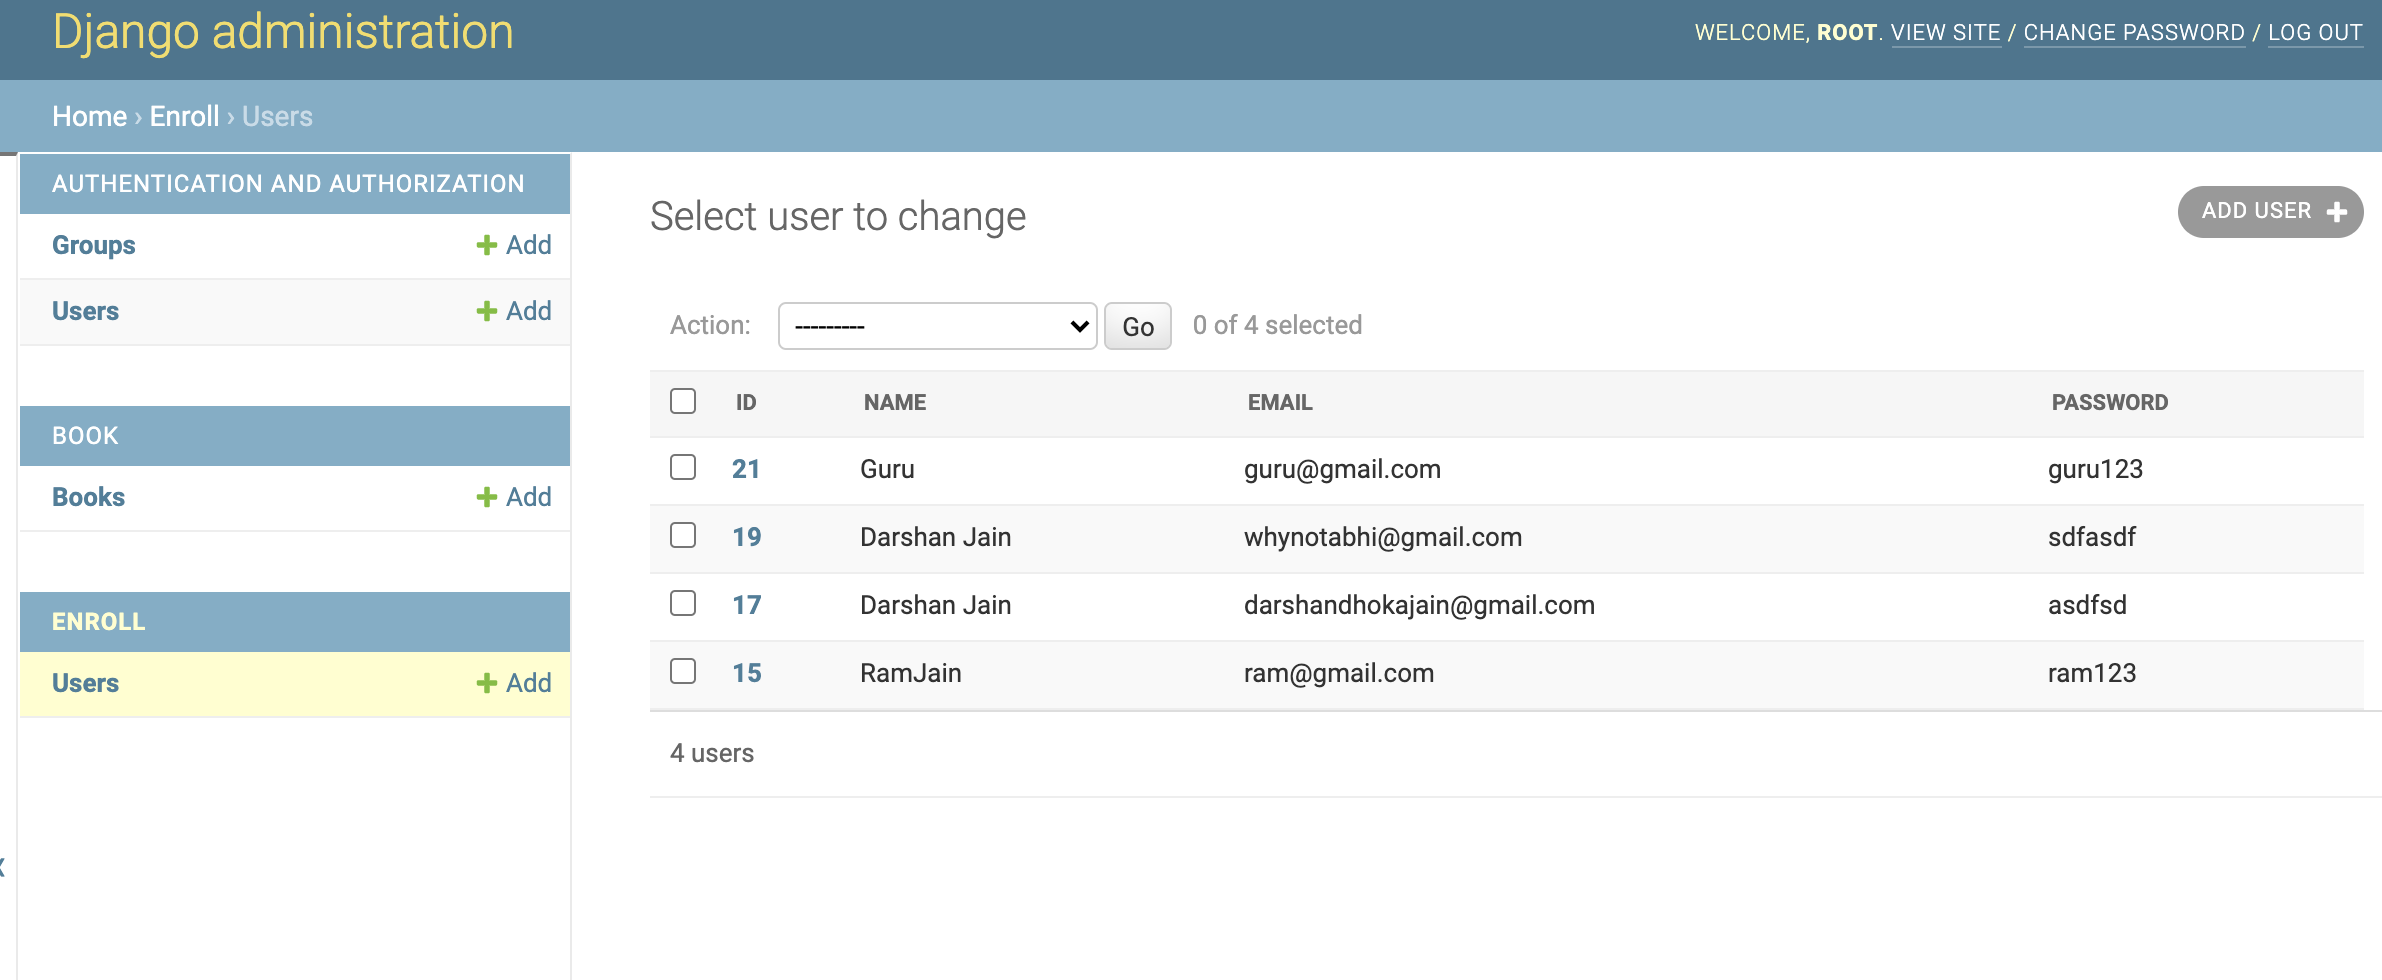 Django administration
WELCOME, ROOT. VIEW SITE / CHANGE PASSWORD / LOG OUT
Home › Enroll › Users
AUTHENTICATION AND AUTHORIZATION
Groups + Add
Users + Add
BOOK
Books + Add
ENROLL
Users + Add
Select user to change
ADD USER +
Action: --------- Go 0 of 4 selected
ID NAME EMAIL PASSWORD
21 Guru guru@gmail.com guru123
19 Darshan Jain whynotabhi@gmail.com sdfasdf
17 Darshan Jain darshandhokajain@gmail.com asdfsd
15 RamJain ram@gmail.com ram123
4 users